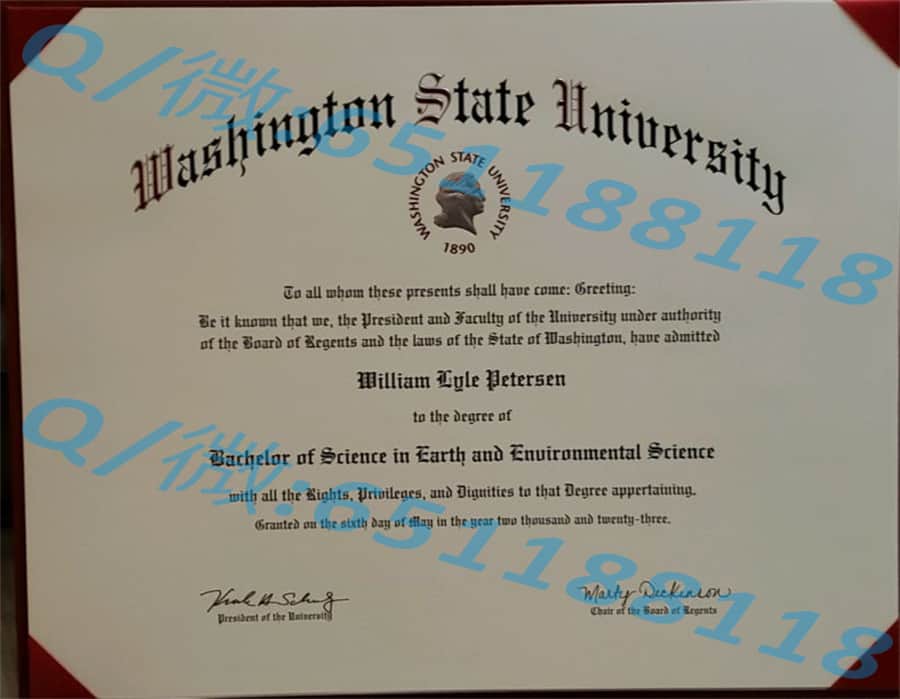 Washington State University
WASHINGTON STATE UNIVERSITY
1890
To all whom these presents shall have come: Greeting:
Be it known that we, the President and Faculty of the University under authority
of the Board of Regents and the laws of the State of Washington, have admitted
William Lyle Petersen
to the degree of
Bachelor of Science in Earth and Environmental Science
with all the Rights, Privileges, and Dignities to that Degree appertaining.
Granted on the sixth day of May in the year two thousand and twenty-three.
Marty Dickinson
President of the University
Chair of the Board of Regents
Q/微:651188118
Q/微:651188118